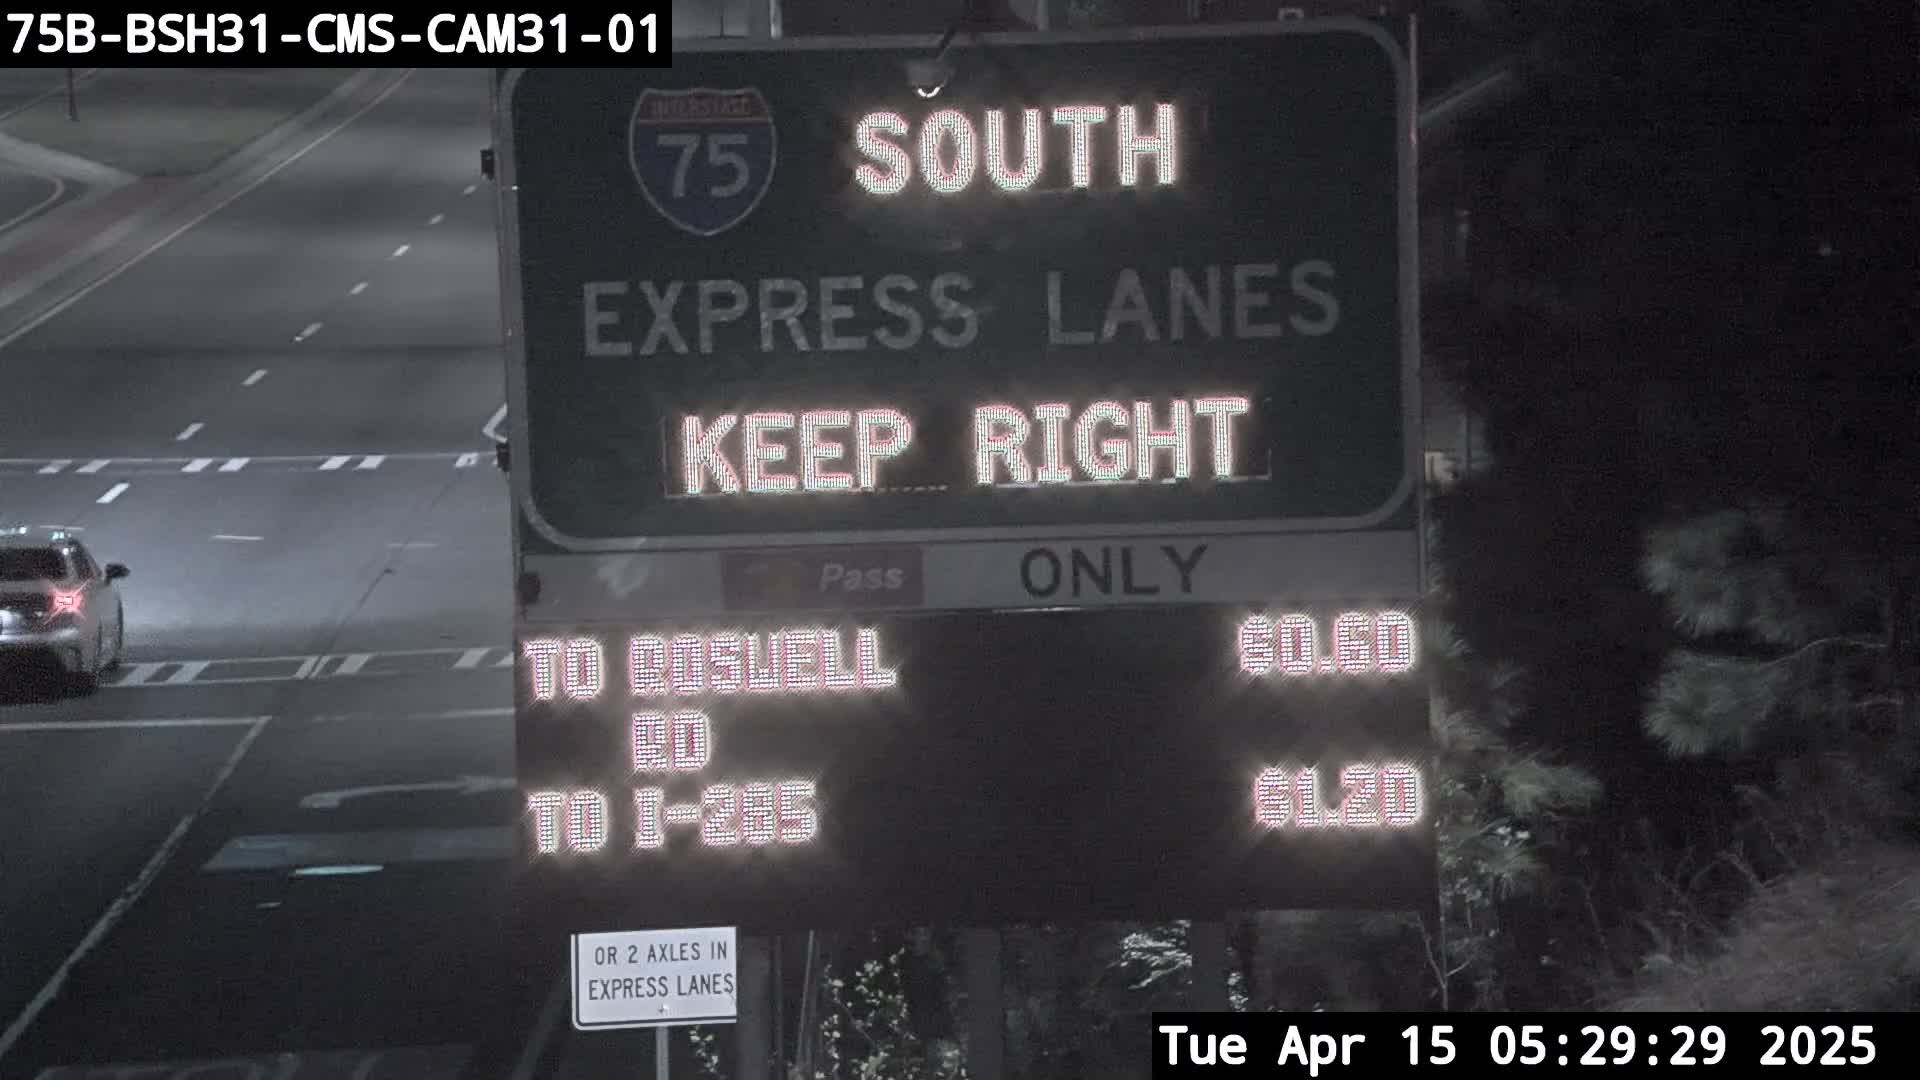 75B-BSH31-CMS-CAM31-01
INTERSTATE
75
SOUTH
EXPRESS LANES
KEEP RIGHT
Pass ONLY
TO ROSWELL $0.60
RD
TO I-285 $1.20
OR 2 AXLES IN
EXPRESS LANES
Tue Apr 15 05:29:29 2025